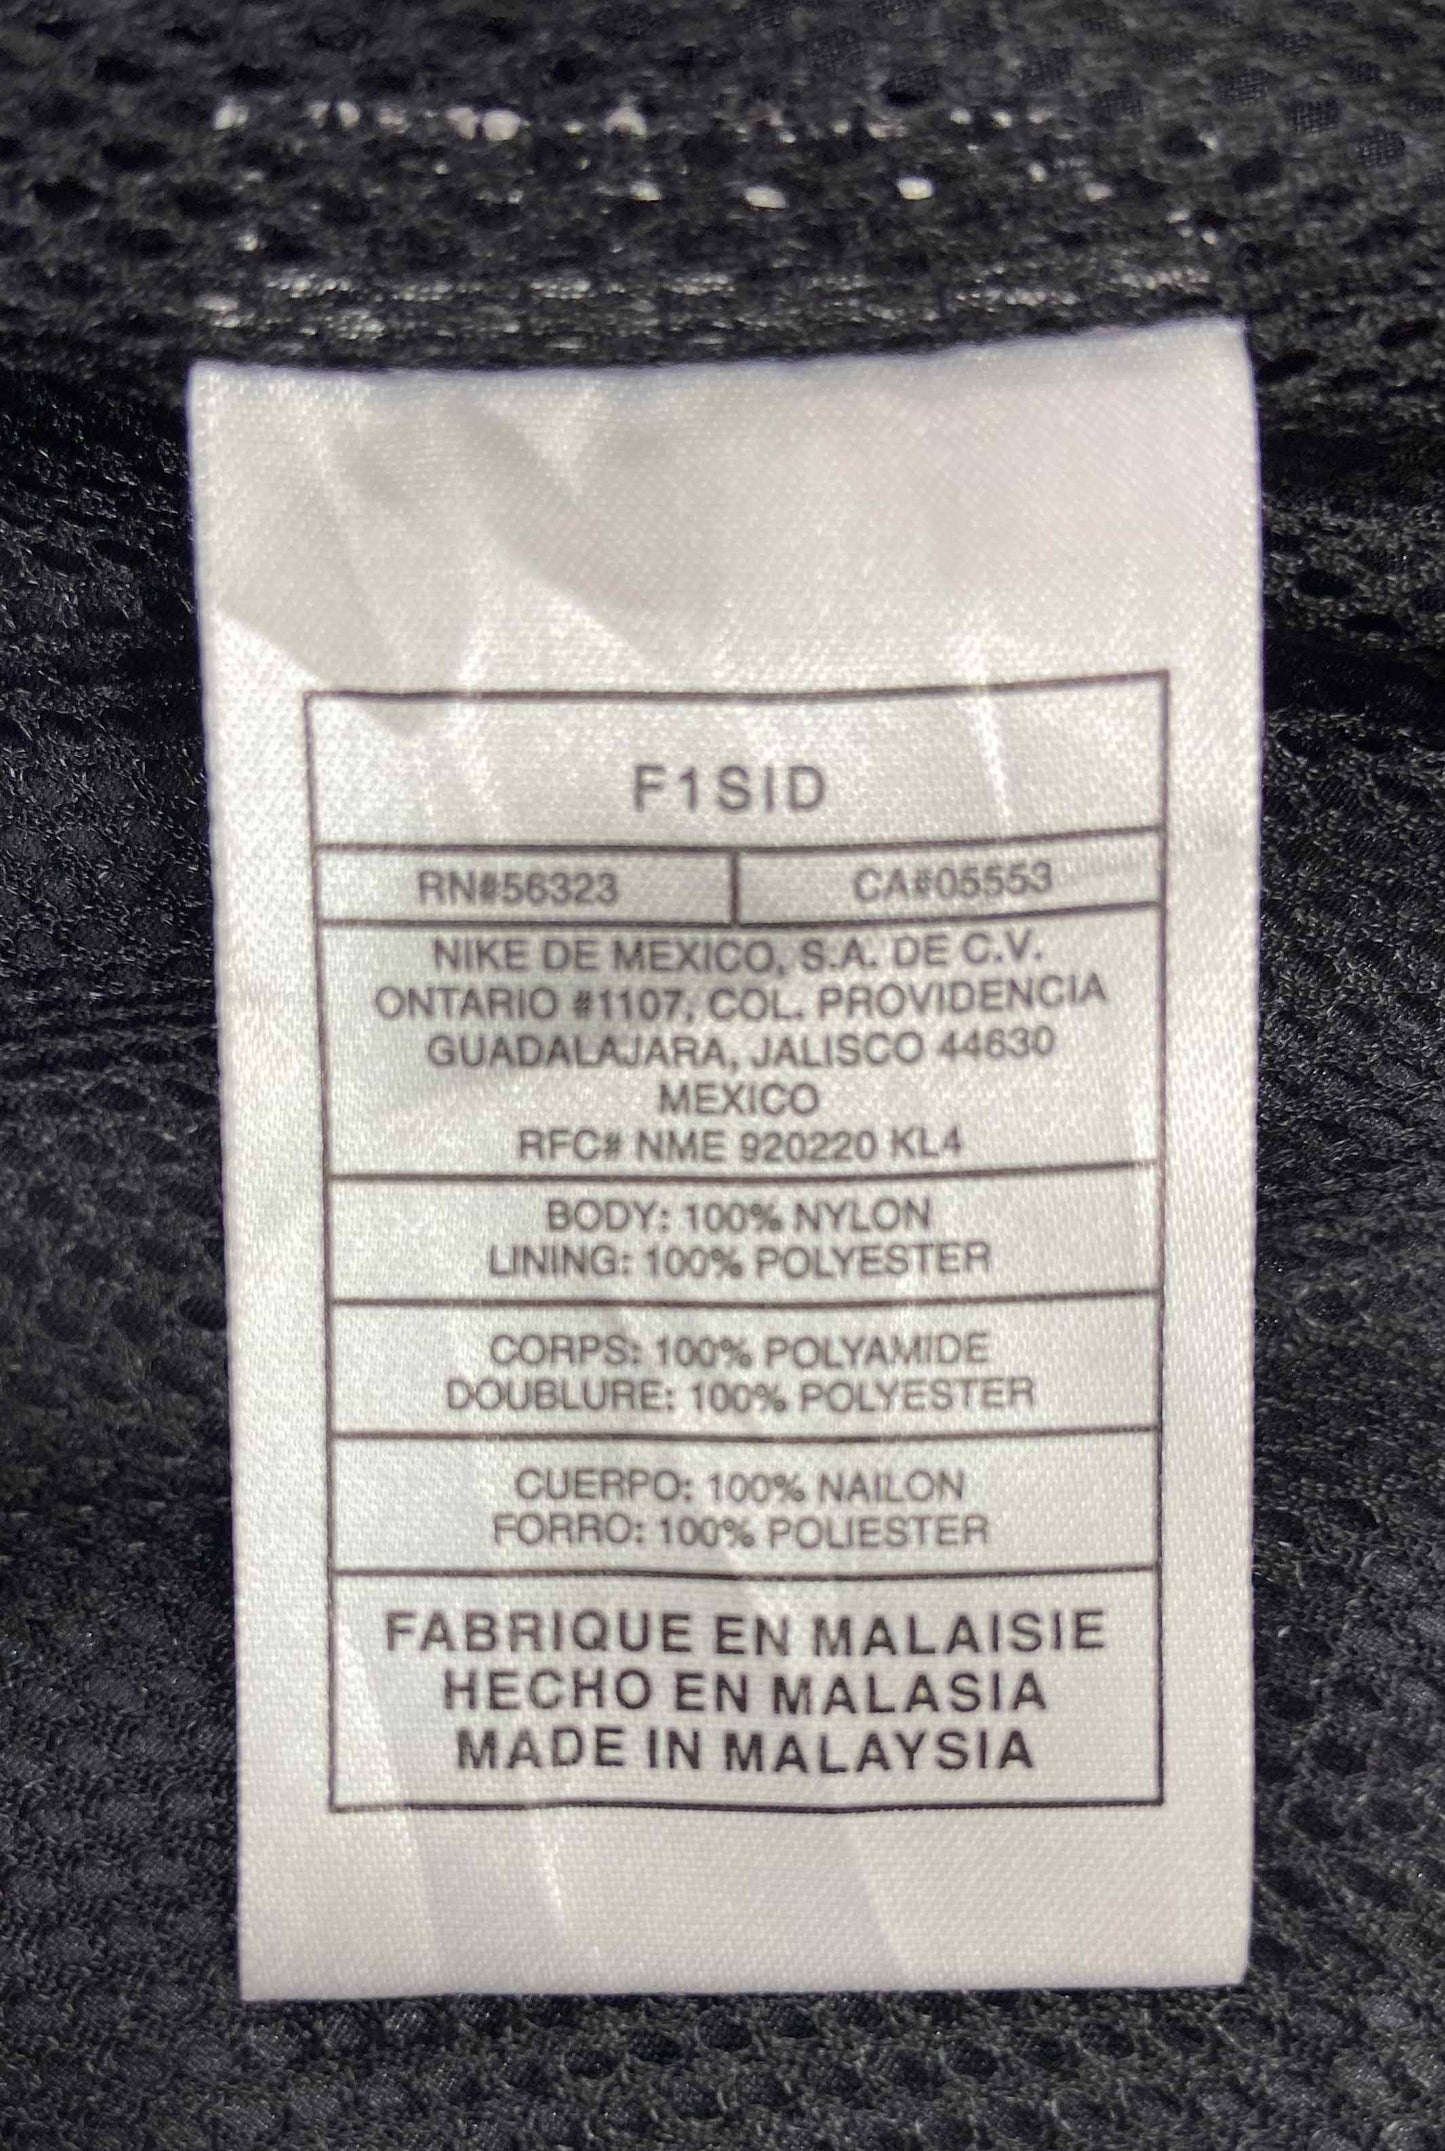 F1SID
RN#56323 CA#05553
NIKE DE MEXICO, S.A. DE C.V.
ONTARIO #1107, COL. PROVIDENCIA
GUADALAJARA, JALISCO 44630
MEXICO
RFC# NME 920220 KL4
BODY: 100% NYLON
LINING: 100% POLYESTER
CORPS: 100% POLYAMIDE
DOUBLURE: 100% POLYESTER
CUERPO: 100% NAILON
FORRO: 100% POLIESTER
FABRIQUE EN MALAISIE
HECHO EN MALASIA
MADE IN MALAYSIA